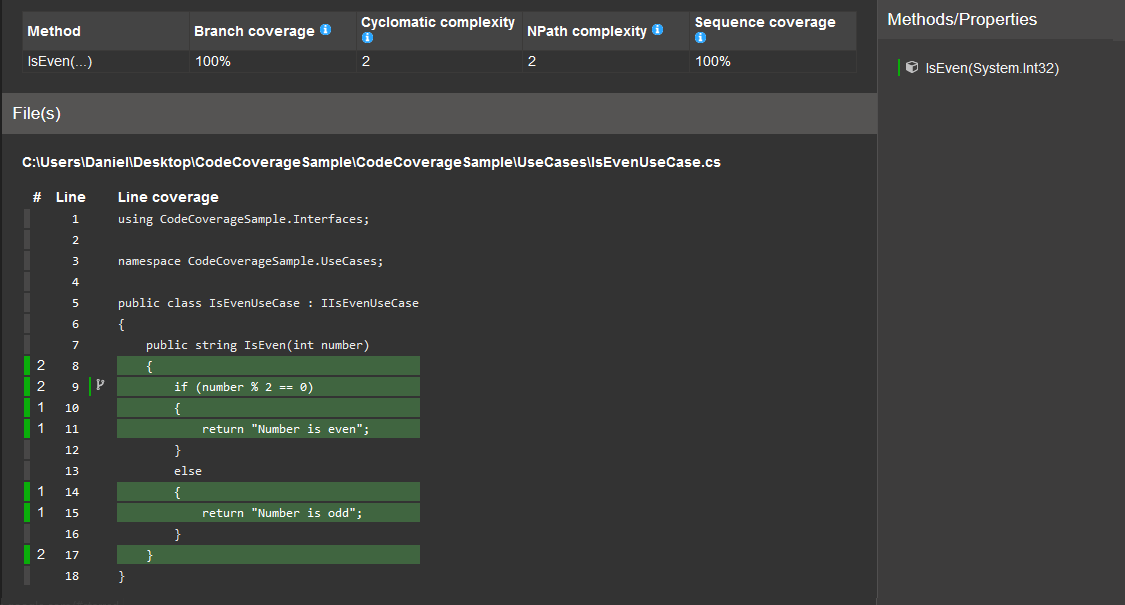 Method Branch coverage Cyclomatic complexity NPath complexity Sequence coverage
IsEven(...) 100% 2 2 100%
File(s)
C:\Users\Daniel\Desktop\CodeCoverageSample\CodeCoverageSample\UseCases\IsEvenUseCase.cs
# Line Line coverage
1 using CodeCoverageSample.Interfaces;
2
3 namespace CodeCoverageSample.UseCases;
4
5 public class IsEvenUseCase : IIsEvenUseCase
6 {
7 public string IsEven(int number)
2 8 {
2 9 if (number % 2 == 0)
1 10 {
1 11 return "Number is even";
12 }
13 else
1 14 {
1 15 return "Number is odd";
16 }
2 17 }
18 }
Methods/Properties
IsEven(System.Int32)